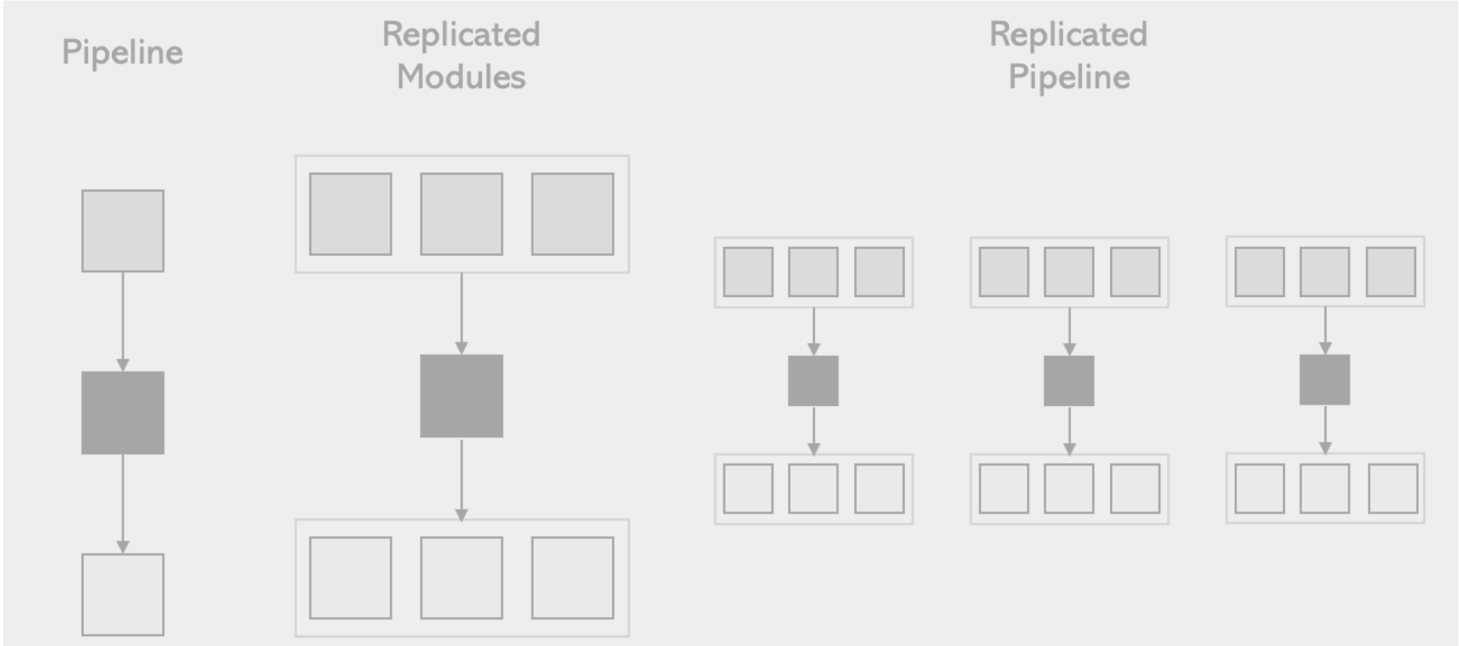 Pipeline
Replicated
Modules
Replicated
Pipeline